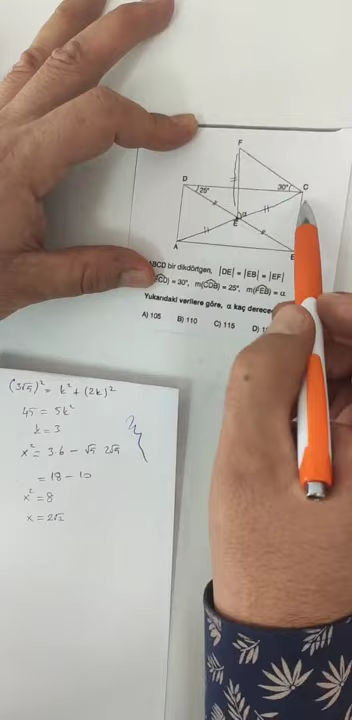 F
D
25°
30°
C
α
E
A
ABCD bir dikdörtgen, |DE| = |EB| = |EF|
= 30°, m(CDB) = 25°, m(FEB) = α
Yukarıdaki verilere göre, α kaç derece
A) 105 B) 110 C) 115
(3√5)² = k² + (2k)²
45 = 5k²
k = 3
x² = 3.6 - √5 2√5
= 18 - 10
x² = 8
x = 2√2